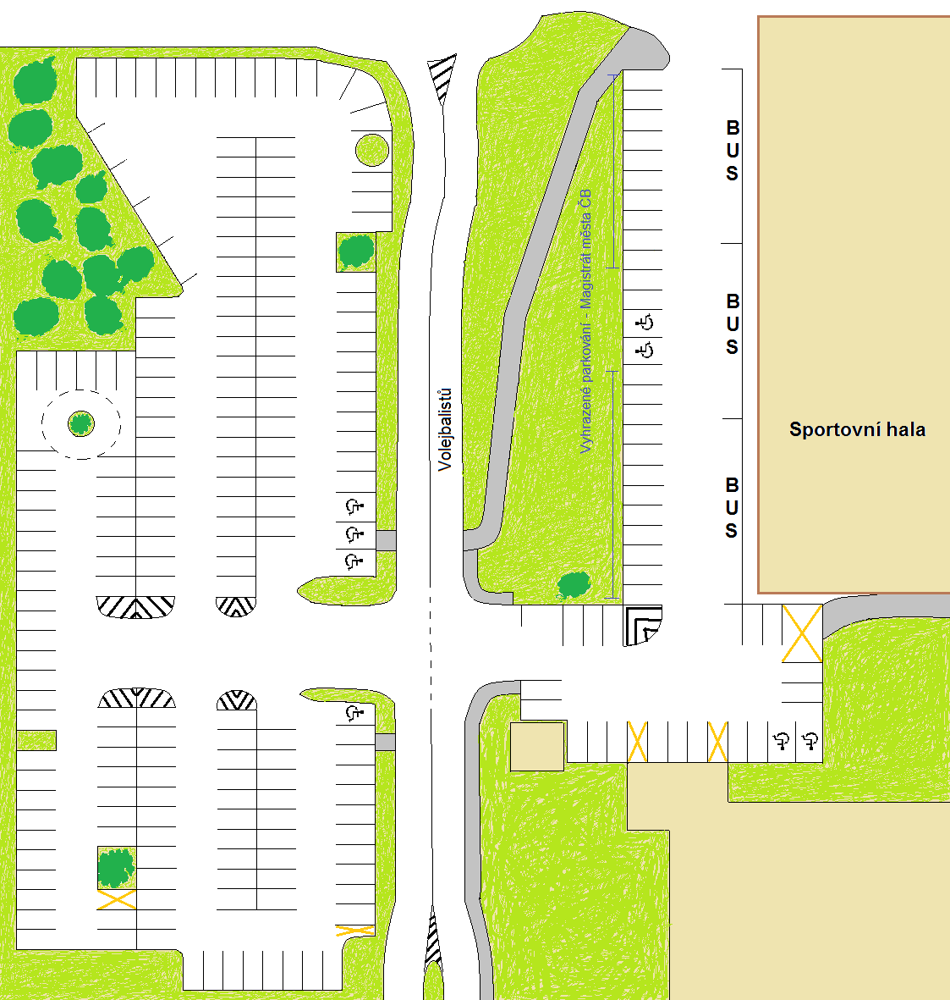 BUS
BUS
BUS
Vyhrazené parkování - Magistrát města ČB
Volejbalistů
Sportovní hala